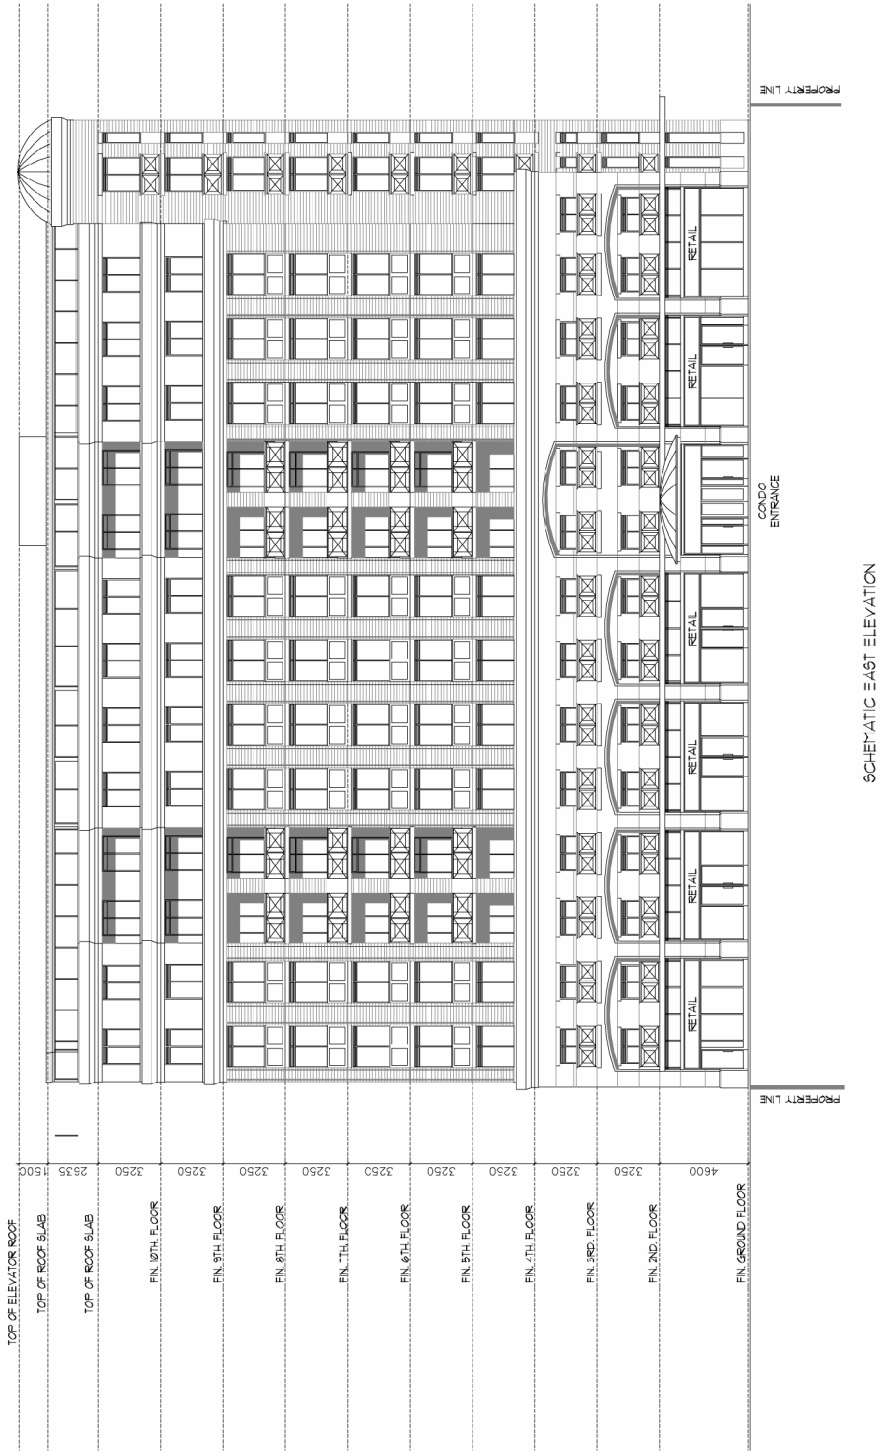 TOP OF ELEVATOR ROOF
1500
TOP OF ROOF SLAB
2635
TOP OF ROOF SLAB
3250
FIN. 10TH. FLOOR
3250
FIN. 9TH. FLOOR
3250
FIN. 8TH. FLOOR
3250
FIN. 7TH. FLOOR
3250
FIN. 6TH. FLOOR
3250
FIN. 5TH. FLOOR
3250
FIN. 4TH. FLOOR
3250
FIN. 3RD. FLOOR
3250
FIN. 2ND. FLOOR
4600
FIN. GROUND FLOOR
RETAIL
RETAIL
RETAIL
RETAIL
RETAIL
RETAIL
CONDO
ENTRANCE
PROPERTY LINE
PROPERTY LINE
SCHEMATIC EAST ELEVATION